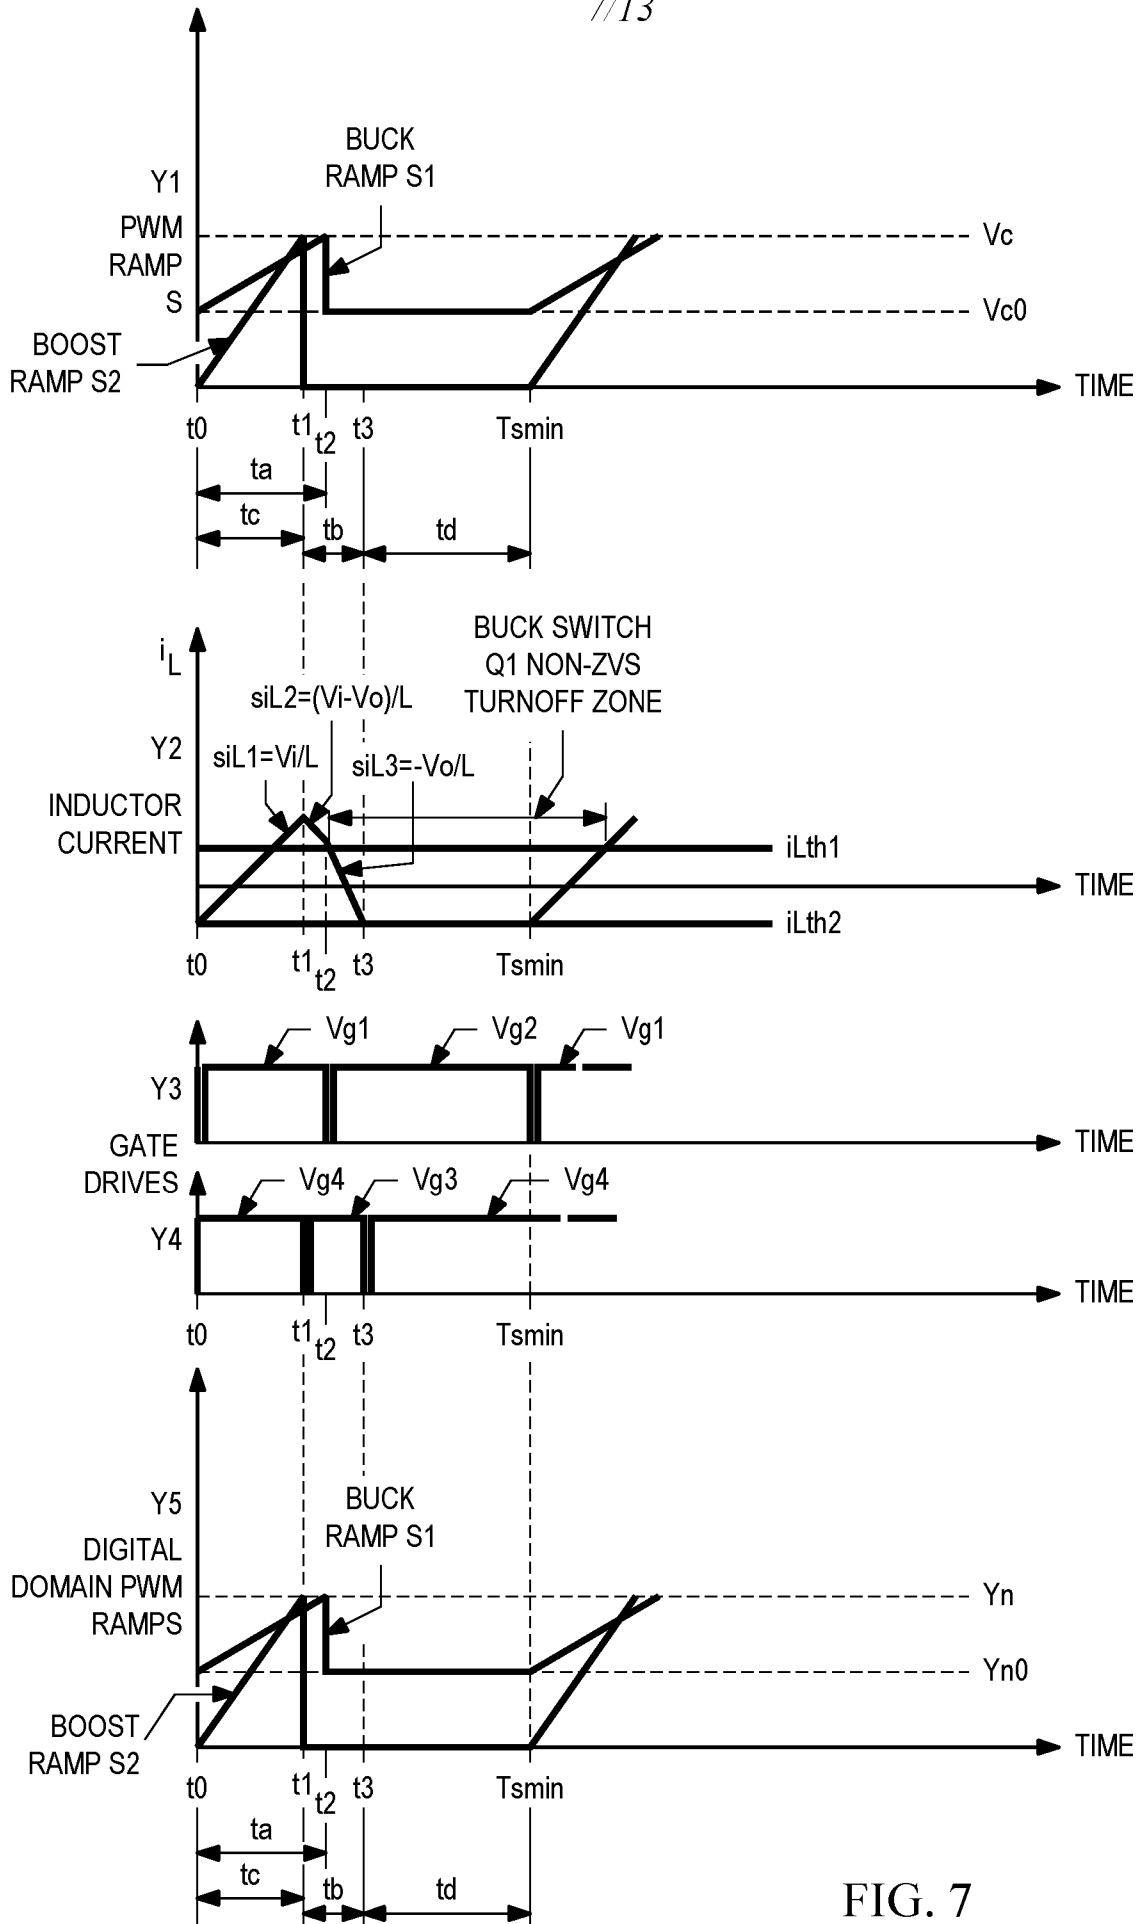 7/13
BUCK
RAMP S1
Y1
PWM
RAMP
S
Vc
Vc0
BOOST
RAMP S2
TIME
t0
t1
t2
t3
Tsmin
ta
tc
tb
td
iL
BUCK SWITCH
Q1 NON-ZVS
TURNOFF ZONE
siL2=(Vi-Vo)/L
Y2
siL1=Vi/L
siL3=-Vo/L
INDUCTOR
CURRENT
iLth1
TIME
iLth2
t0
t1
t2
t3
Tsmin
Vg1
Vg2
Vg1
Y3
GATE
DRIVES
TIME
Vg4
Vg3
Vg4
Y4
TIME
t0
t1
t2
t3
Tsmin
Y5
BUCK
RAMP S1
DIGITAL
DOMAIN PWM
RAMPS
Yn
Yn0
BOOST
RAMP S2
TIME
t0
t1
t2
t3
Tsmin
ta
tc
tb
td
FIG. 7